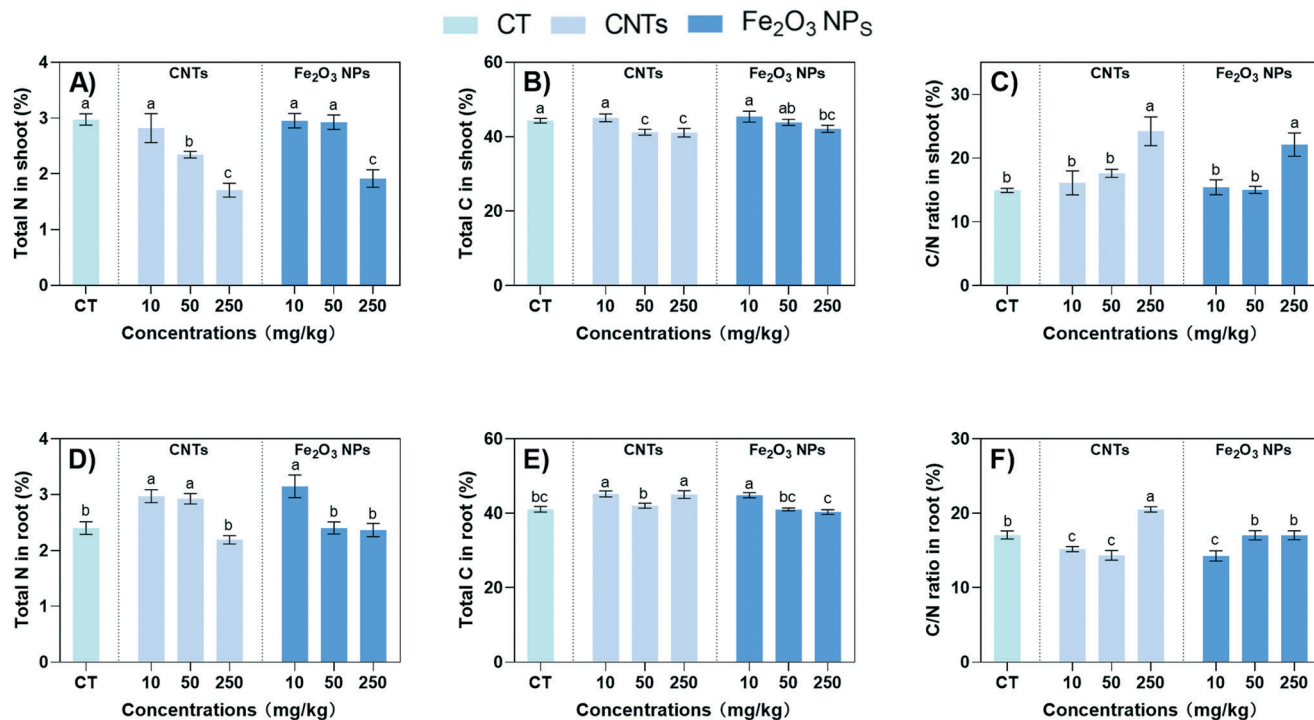 CT CNTs Fe₂O₃ NPs
A)
CNTs
Fe₂O₃ NPs
Total N in shoot (%)
4
3
2
1
0
a a b c a a c
CT 10 50 250 10 50 250
Concentrations (mg/kg)
B)
CNTs
Fe₂O₃ NPs
Total C in shoot (%)
60
40
20
0
a a c c a ab bc
CT 10 50 250 10 50 250
Concentrations (mg/kg)
C)
CNTs
Fe₂O₃ NPs
C/N ratio in shoot (%)
30
20
10
0
b b b a b b a
CT 10 50 250 10 50 250
Concentrations (mg/kg)
D)
CNTs
Fe₂O₃ NPs
Total N in root (%)
4
3
2
1
0
b a a b a b b
CT 10 50 250 10 50 250
Concentrations (mg/kg)
E)
CNTs
Fe₂O₃ NPs
Total C in root (%)
60
40
20
0
bc a b a a bc c
CT 10 50 250 10 50 250
Concentrations (mg/kg)
F)
CNTs
Fe₂O₃ NPs
C/N ratio in root (%)
30
20
10
0
b c c a c b b
CT 10 50 250 10 50 250
Concentrations (mg/kg)